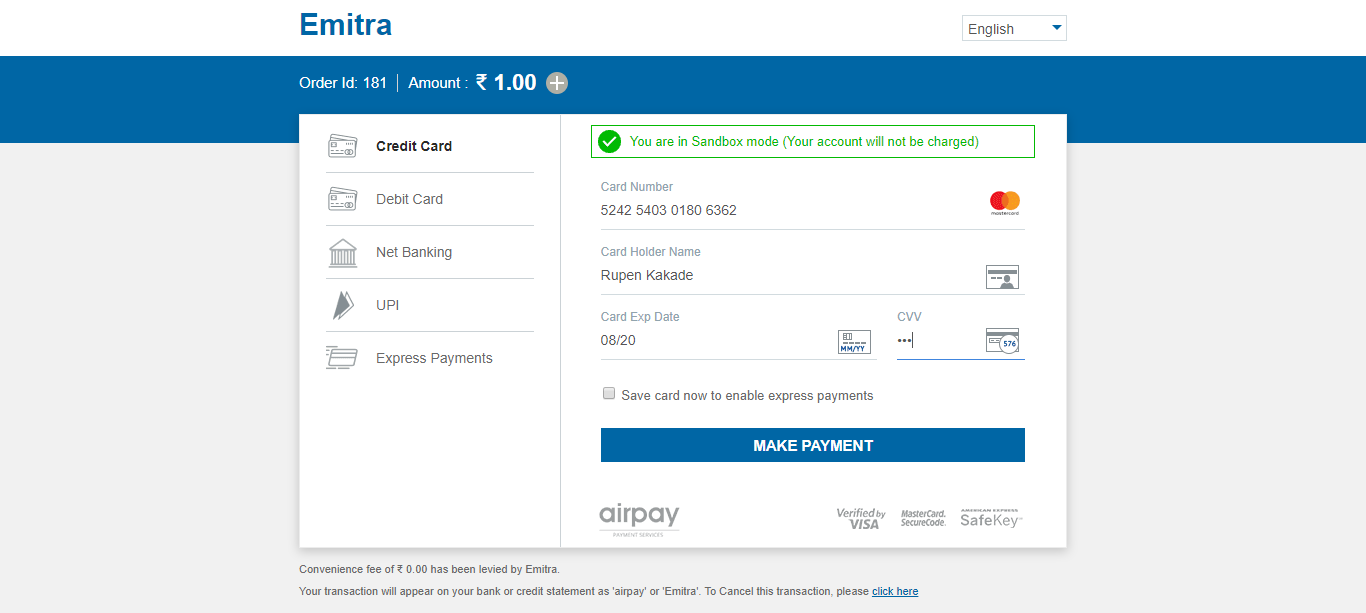 Emitra
English
Order Id: 181 | Amount : ₹ 1.00
Credit Card
Debit Card
Net Banking
UPI
Express Payments
You are in Sandbox mode (Your account will not be charged)
Card Number
5242 5403 0180 6362
mastercard
Card Holder Name
Rupen Kakade
Card Exp Date
08/20
MM/YY
CVV
•••
576
Save card now to enable express payments
MAKE PAYMENT
airpay
PAYMENT SERVICES
Verified by
VISA
MasterCard.
SecureCode.
AMERICAN EXPRESS
SafeKey
Convenience fee of ₹ 0.00 has been levied by Emitra.
Your transaction will appear on your bank or credit statement as 'airpay' or 'Emitra'. To Cancel this transaction, please click here